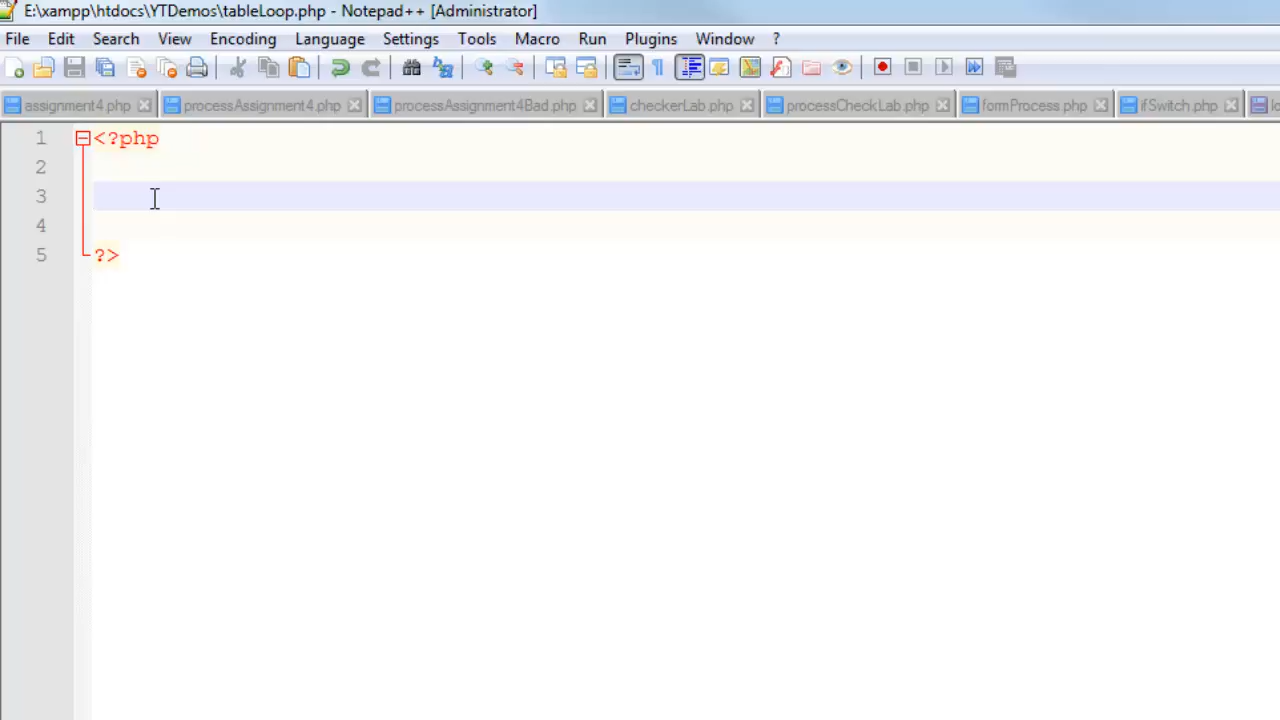 E:\xampp\htdocs\YTDemos\tableLoop.php - Notepad++ [Administrator]
File Edit Search View Encoding Language Settings Tools Macro Run Plugins Window ?
assignment4.php processAssignment4.php processAssignment4Bad.php checkerLab.php processCheckLab.php formProcess.php ifSwitch.php
1 <?php
2
3
4
5 ?>